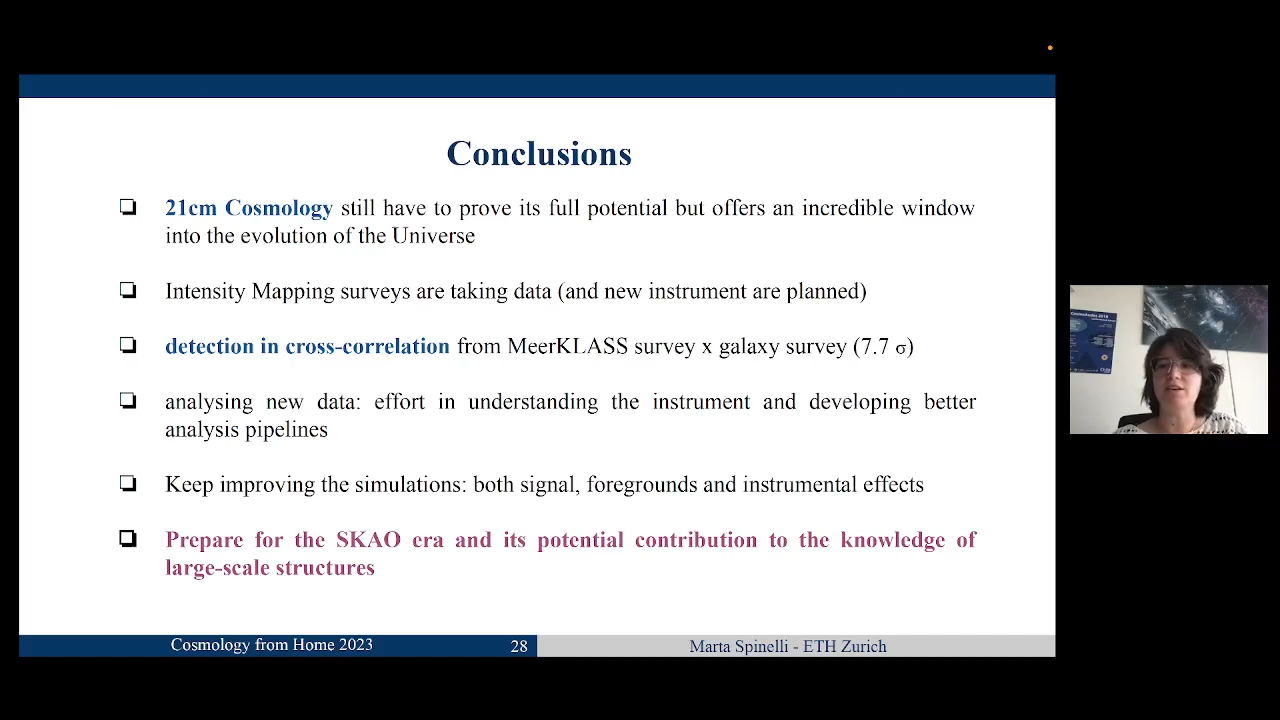 Conclusions
21cm Cosmology still have to prove its full potential but offers an incredible window
into the evolution of the Universe
Intensity Mapping surveys are taking data (and new instrument are planned)
detection in cross-correlation from MeerKLASS survey x galaxy survey (7.7 σ)
analysing new data: effort in understanding the instrument and developing better
analysis pipelines
Keep improving the simulations: both signal, foregrounds and instrumental effects
Prepare for the SKAO era and its potential contribution to the knowledge of
large-scale structures
Cosmology from Home 2023
28
Marta Spinelli - ETH Zurich